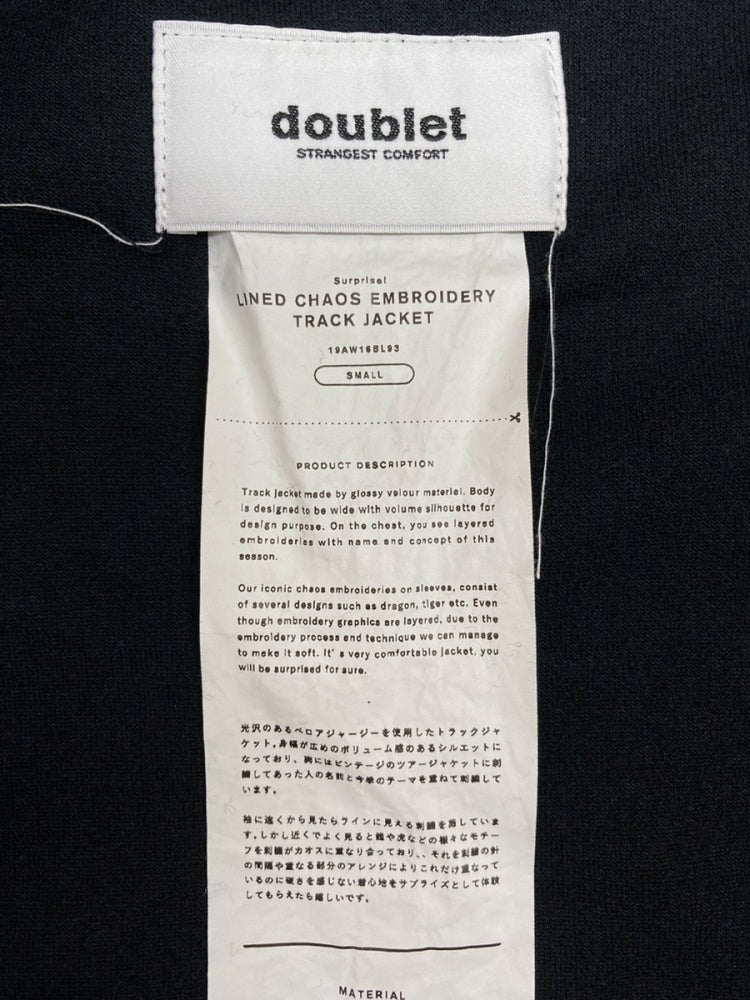 doublet
STRANGEST COMFORT
Surprise!
LINED CHAOS EMBROIDERY
TRACK JACKET
19AW16BL93
SMALL
PRODUCT DESCRIPTION
Track jacket made by glossy velour material. Body
is designed to be wide with volume silhouette for
design purpose. On the chest, you see layered
embroideries with name and concept of this
season.
Our iconic chaos embroideries on sleeves, consist
of several designs such as dragon, tiger etc. Even
though embroidery graphics are layered, due to the
embroidery process and technique we can manage
to make it soft. It's very comfortable jacket, you
will be surprised for sure.
光沢のあるベロアジャージーを使用したトラックジャ
ケット。身幅が広めのボリューム感のあるシルエットに
なっており、胸にはビンテージのツアージャケットに刺
繍してあった人の名前と今季のテーマを重ねて刺繍して
います。
袖に遠くから見たらラインに見える刺繍を施していま
す。しかし近くでよく見ると龍や虎などの様々なモチー
フを刺繍がカオスに重なり合っており、、それを刺繍の針
の間隔や重なる部分のアレンジによりこれだけ重なって
いるのに硬さを感じない着心地をサプライズとして体験
してもらえたら嬉しいです。
MATERIAL